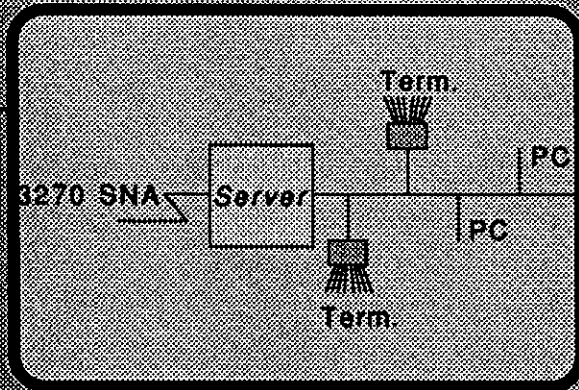 Term.
PC
3270 SNA
Server
PC
Term.